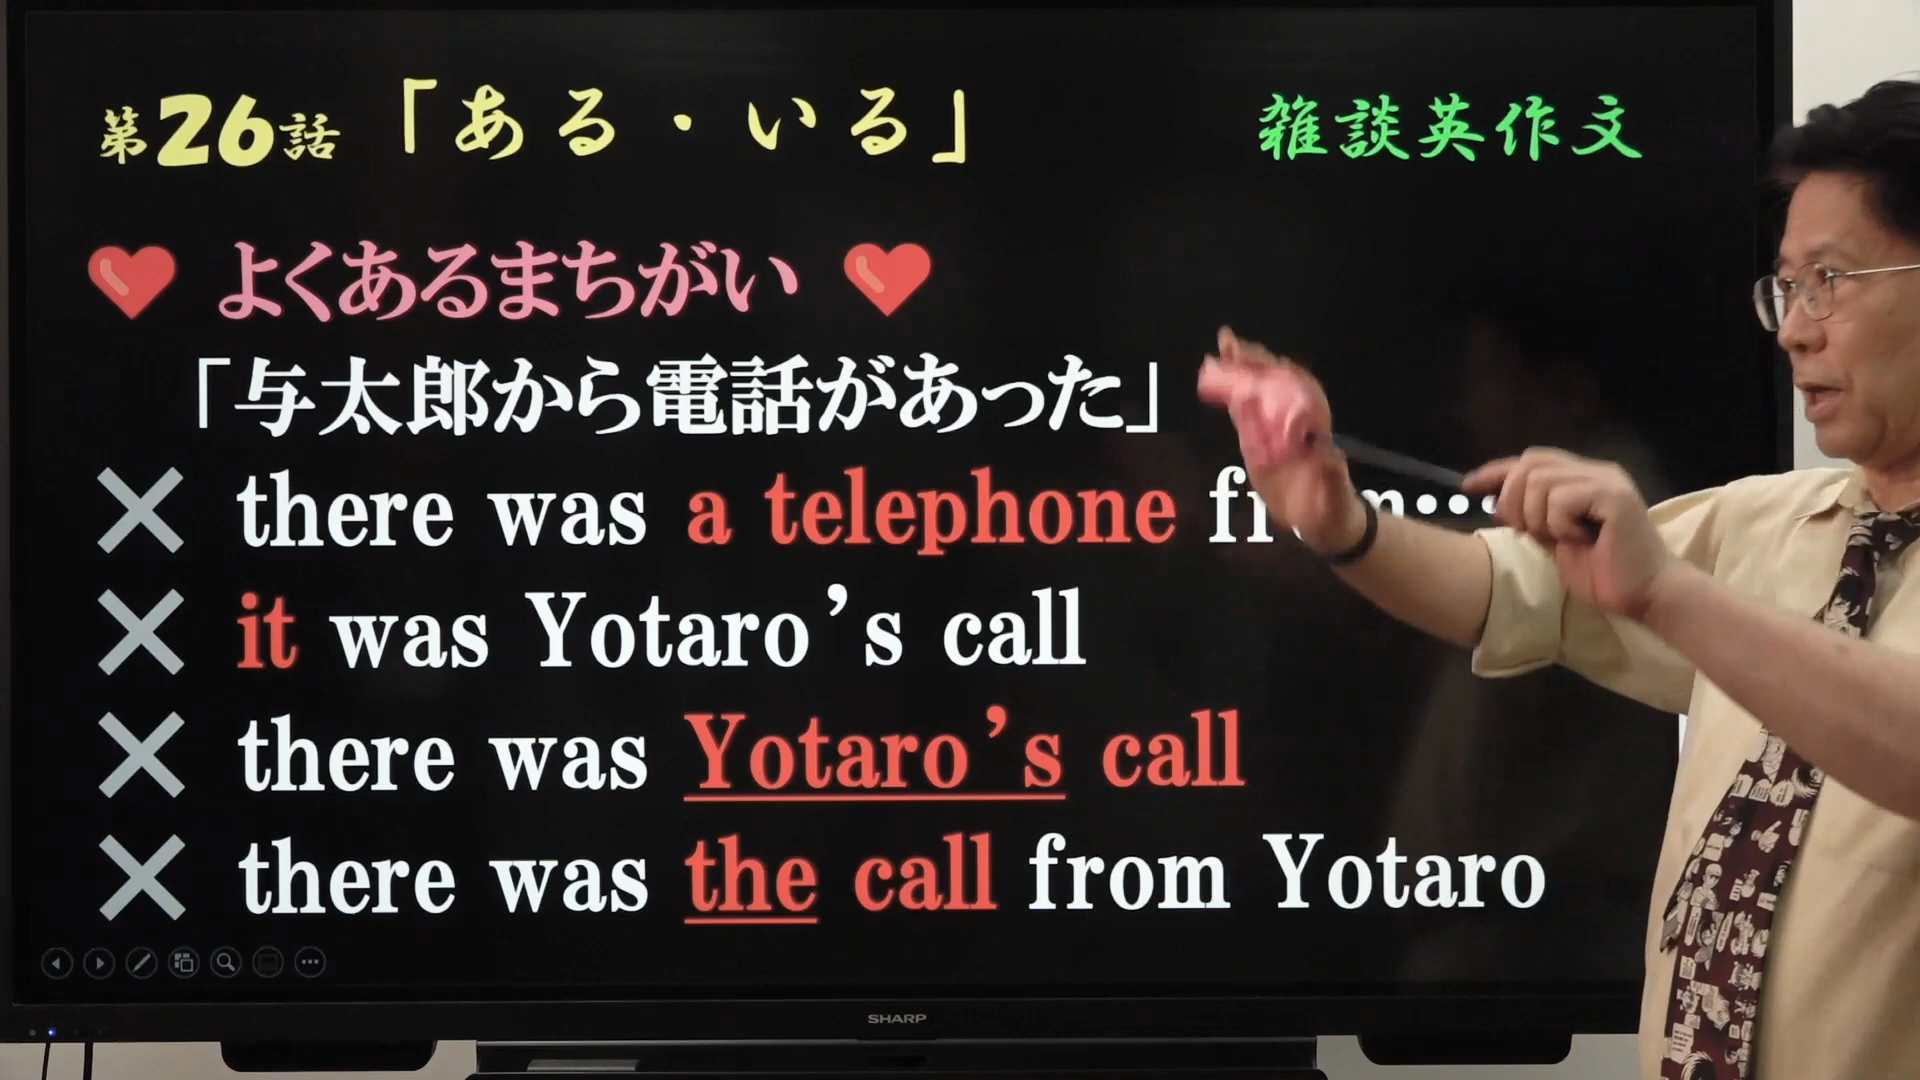 第26話 「ある・いる」 雑談英作文
よくあるまちがい
「与太郎から電話があった」
there was a telephone from…
it was Yotaro’s call
there was Yotaro’s call
there was the call from Yotaro
SHARP